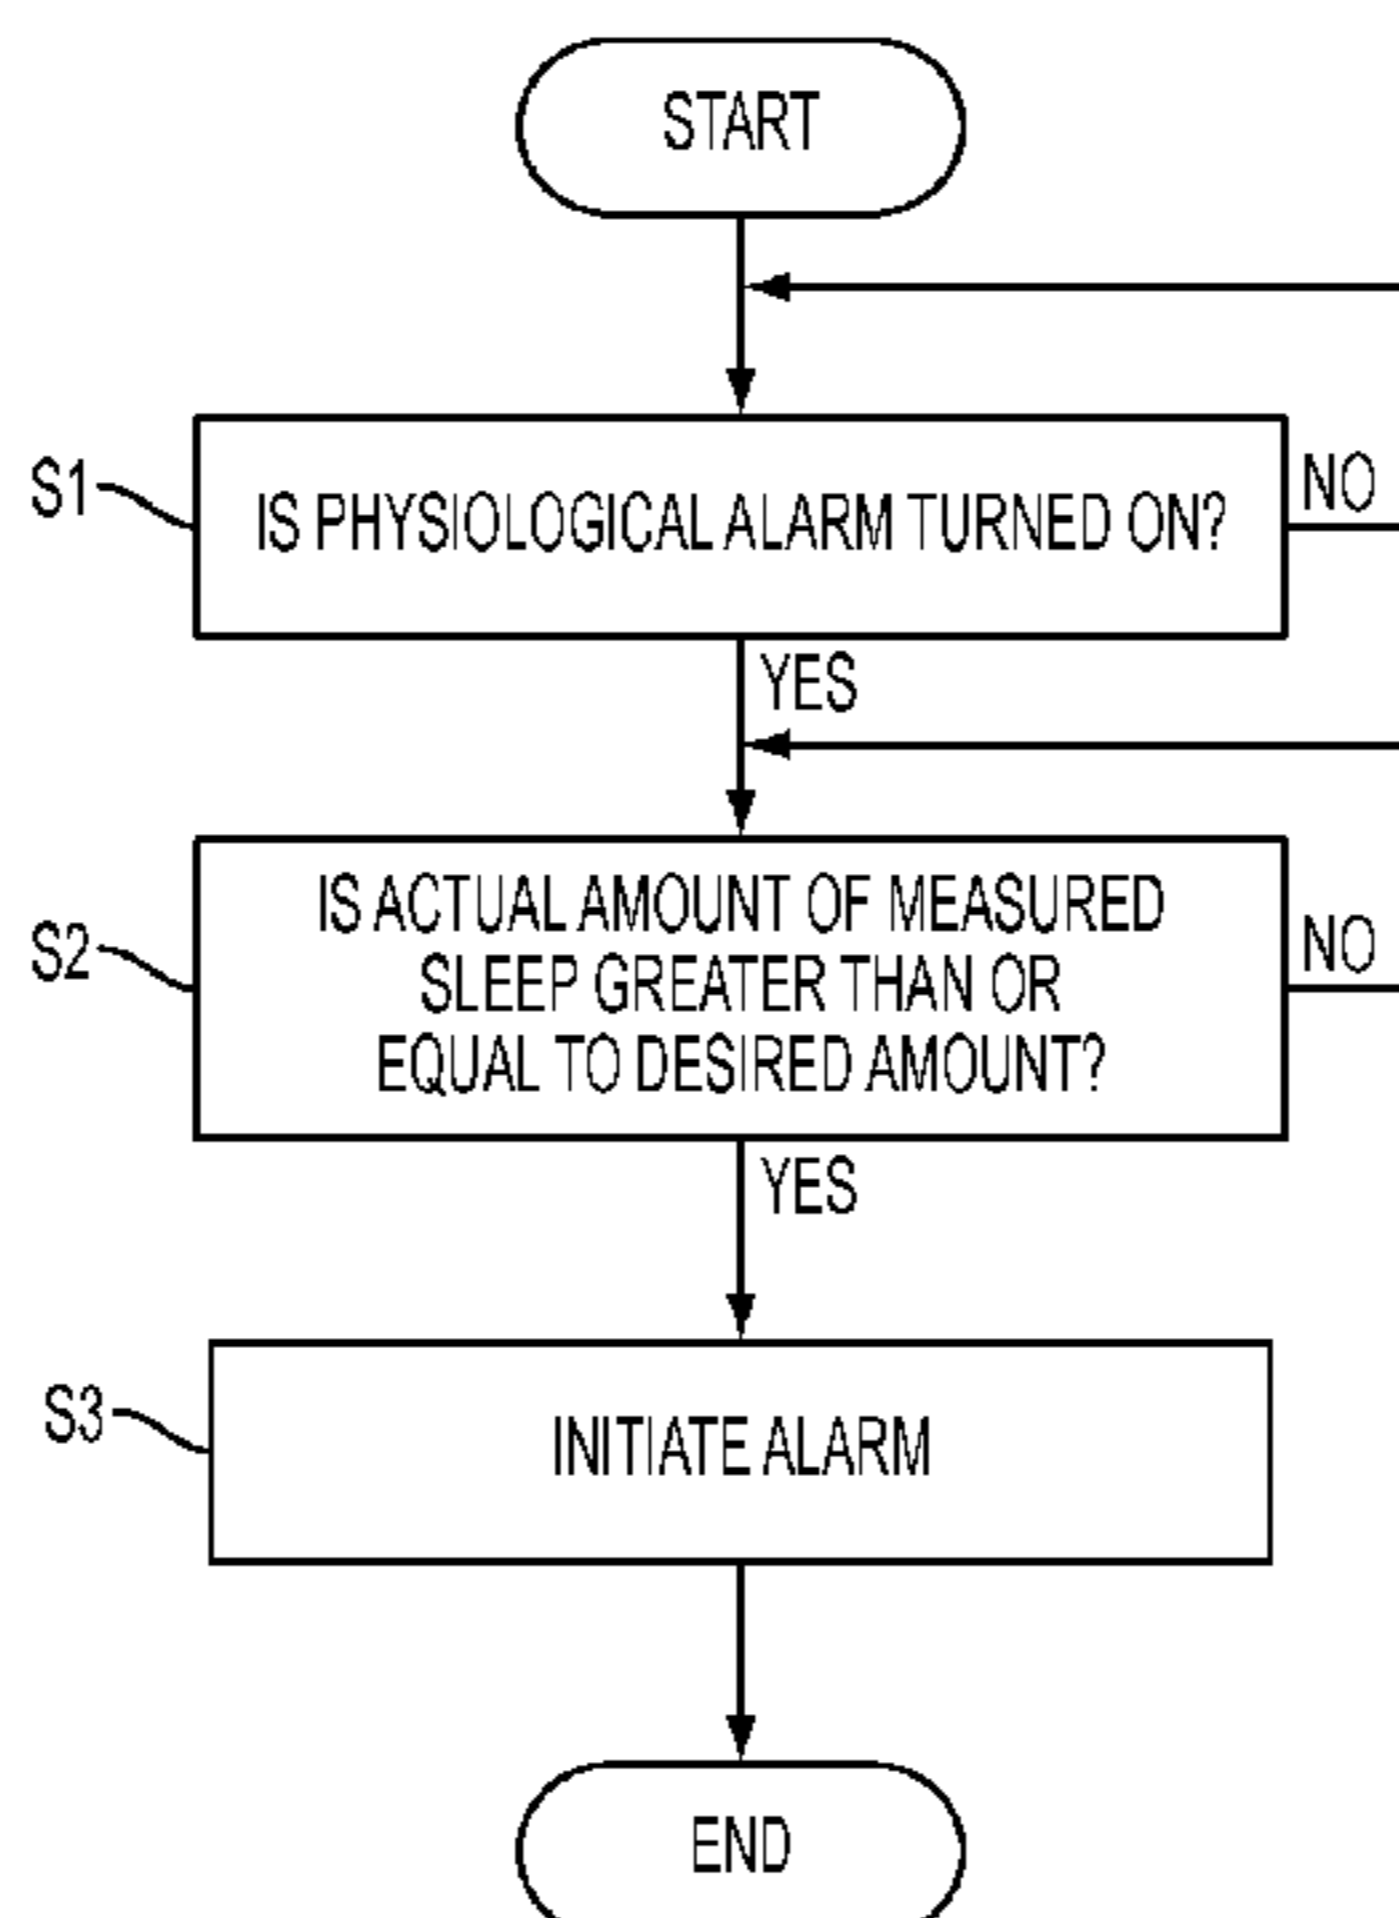 START
S1
IS PHYSIOLOGICAL ALARM TURNED ON?
NO
YES
S2
IS ACTUAL AMOUNT OF MEASURED
SLEEP GREATER THAN OR
EQUAL TO DESIRED AMOUNT?
NO
YES
S3
INITIATE ALARM
END